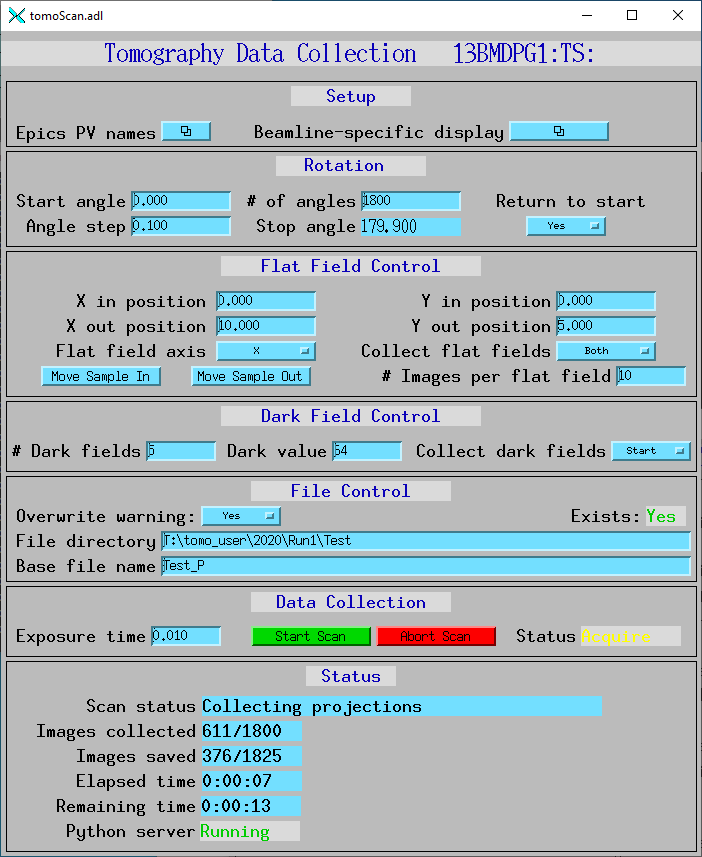 tomoScan.adl
Tomography Data Collection 13BMDPG1:TS:
Setup
Epics PV names Beamline-specific display
Rotation
Start angle 0.000 # of angles 1800 Return to start
Angle step 0.100 Stop angle 179.900 Yes
Flat Field Control
X in position 0.000 Y in position 0.000
X out position 10.000 Y out position 5.000
Flat field axis X Collect flat fields Both
Move Sample In Move Sample Out # Images per flat field 10
Dark Field Control
# Dark fields 5 Dark value 64 Collect dark fields Start
File Control
Overwrite warning: Yes Exists: Yes
File directory T:\tomo_user\2020\Run1\Test
Base file name Test_P
Data Collection
Exposure time 0.010 Start Scan Abort Scan Status Acquire
Status
Scan status Collecting projections
Images collected 611/1800
Images saved 376/1825
Elapsed time 0:00:07
Remaining time 0:00:13
Python server Running